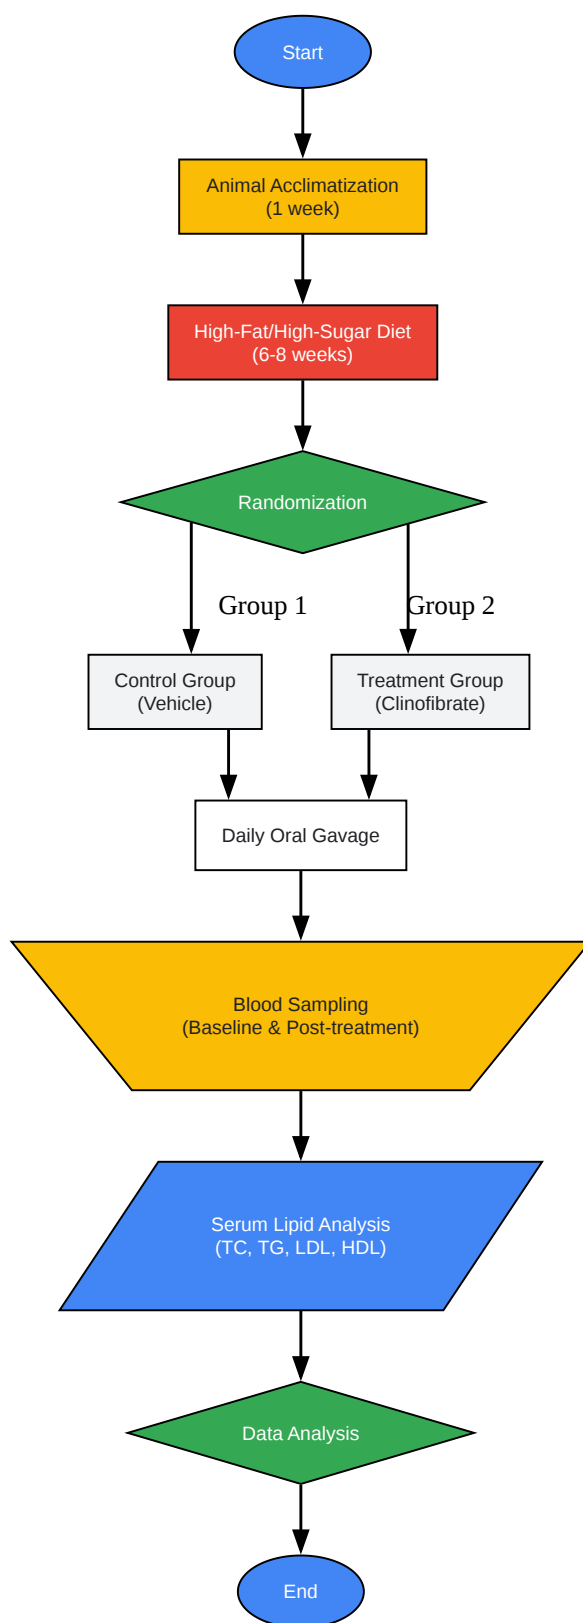 Start
Animal Acclimatization
(1 week)
High-Fat/High-Sugar Diet
(6-8 weeks)
Randomization
Group 1
Group 2
Control Group
(Vehicle)
Treatment Group
(Clinofibrate)
Daily Oral Gavage
Blood Sampling
(Baseline & Post-treatment)
Serum Lipid Analysis
(TC, TG, LDL, HDL)
Data Analysis
End